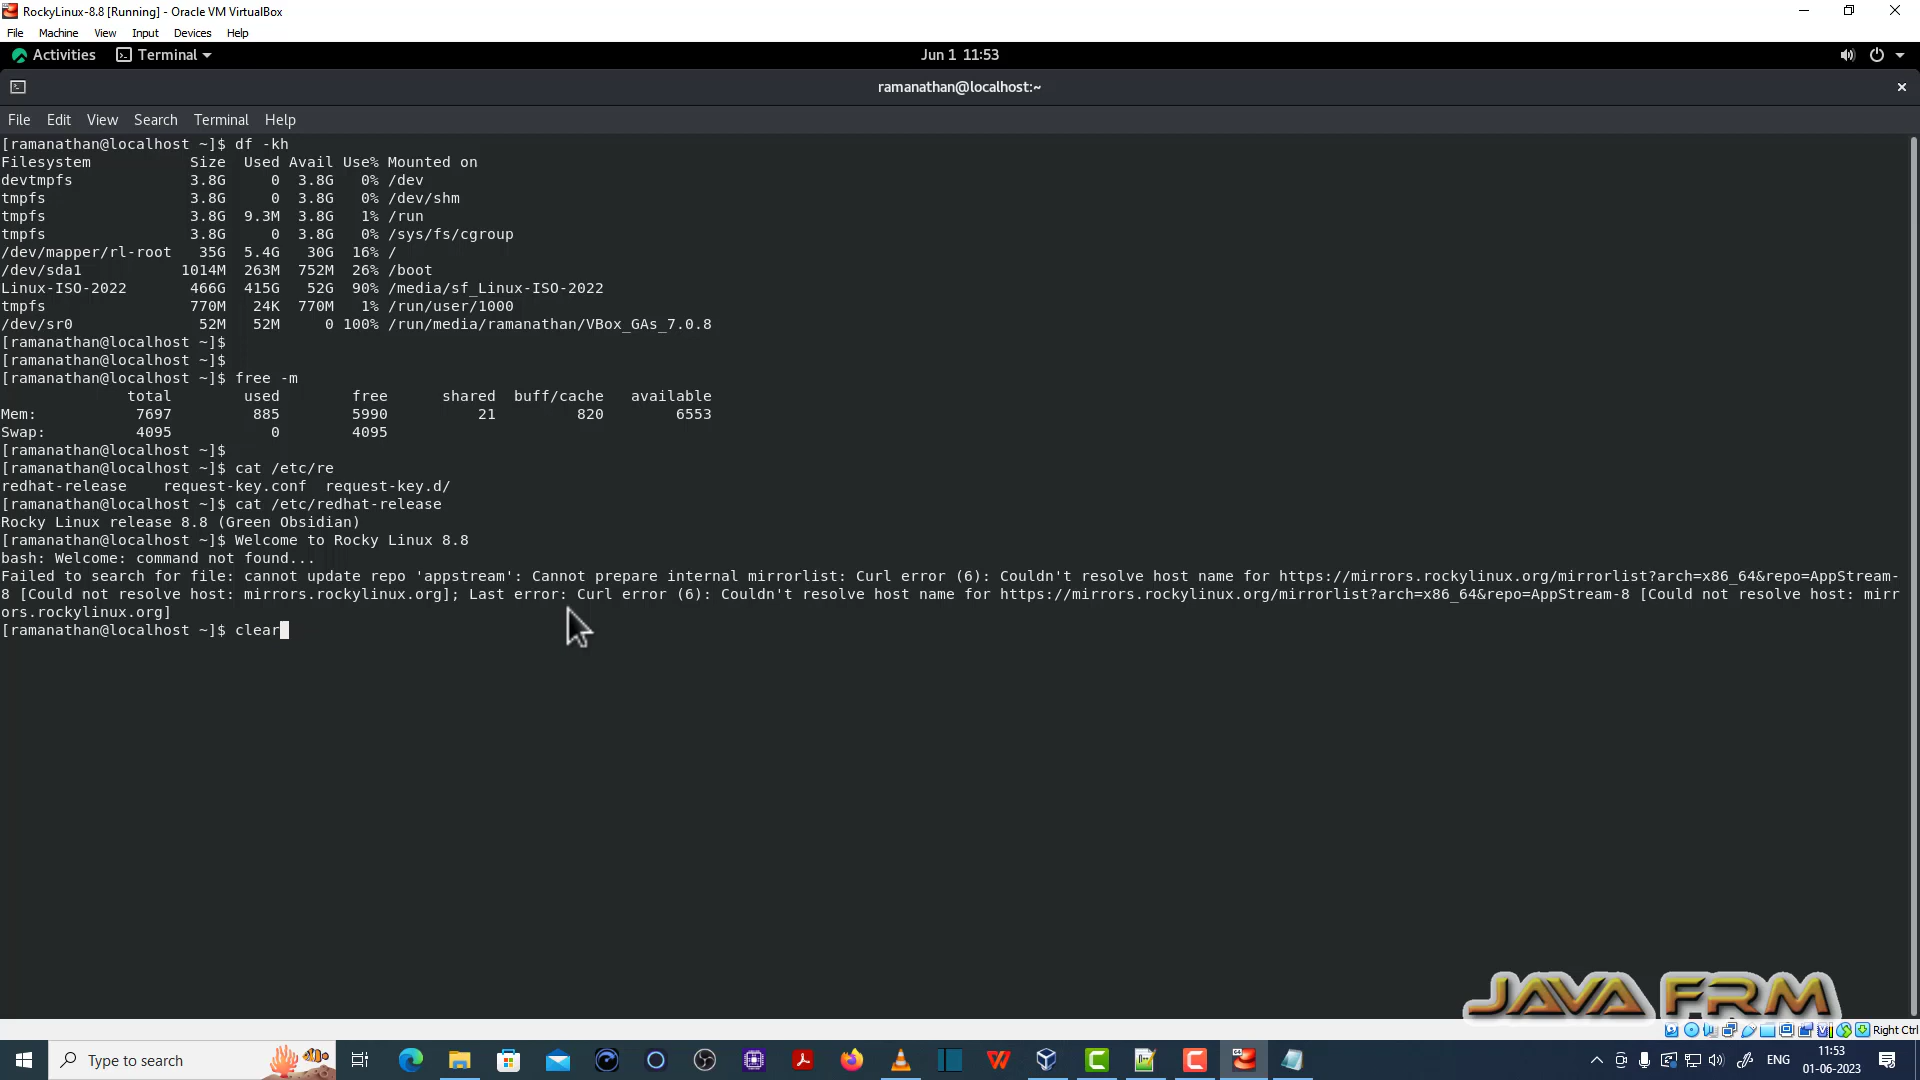 RockyLinux-8.8 [Running] - Oracle VM VirtualBox
File Machine View Input Devices Help
Activities Terminal Jun 1 11:53
ramanathan@localhost:~
File Edit View Search Terminal Help
[ramanathan@localhost ~]$ df -kh
Filesystem Size Used Avail Use% Mounted on
devtmpfs 3.8G 0 3.8G 0% /dev
tmpfs 3.8G 0 3.8G 0% /dev/shm
tmpfs 3.8G 9.3M 3.8G 1% /run
tmpfs 3.8G 0 3.8G 0% /sys/fs/cgroup
/dev/mapper/rl-root 35G 5.4G 30G 16% /
/dev/sda1 1014M 263M 752M 26% /boot
Linux-ISO-2022 466G 415G 52G 90% /media/sf_Linux-ISO-2022
tmpfs 770M 24K 770M 1% /run/user/1000
/dev/sr0 52M 52M 0 100% /run/media/ramanathan/VBox_GAs_7.0.8
[ramanathan@localhost ~]$
[ramanathan@localhost ~]$
[ramanathan@localhost ~]$ free -m
total used free shared buff/cache available
Mem: 7697 885 5990 21 820 6553
Swap: 4095 0 4095
[ramanathan@localhost ~]$
[ramanathan@localhost ~]$ cat /etc/re
redhat-release request-key.conf request-key.d/
[ramanathan@localhost ~]$ cat /etc/redhat-release
Rocky Linux release 8.8 (Green Obsidian)
[ramanathan@localhost ~]$ Welcome to Rocky Linux 8.8
bash: Welcome: command not found...
Failed to search for file: cannot update repo 'appstream': Cannot prepare internal mirrorlist: Curl error (6): Couldn't resolve host name for https://mirrors.rockylinux.org/mirrorlist?arch=x86_64&repo=AppStream-
8 [Could not resolve host: mirrors.rockylinux.org]; Last error: Curl error (6): Couldn't resolve host name for https://mirrors.rockylinux.org/mirrorlist?arch=x86_64&repo=AppStream-8 [Could not resolve host: mirr
ors.rockylinux.org]
[ramanathan@localhost ~]$ clear
JAVA FRM
Right Ctrl
Type to search
ENG
11:53
01-06-2023